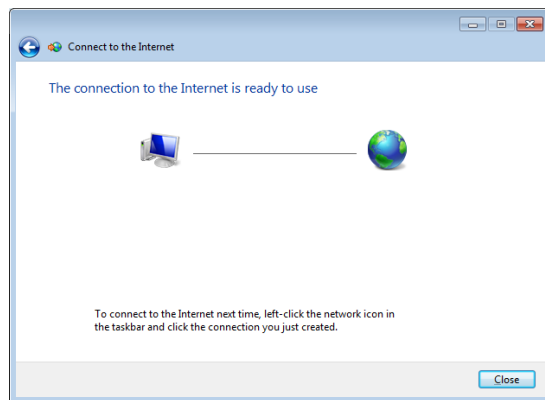 Connect to the Internet
The connection to the Internet is ready to use
To connect to the Internet next time, left-click the network icon in
the taskbar and click the connection you just created.
Close